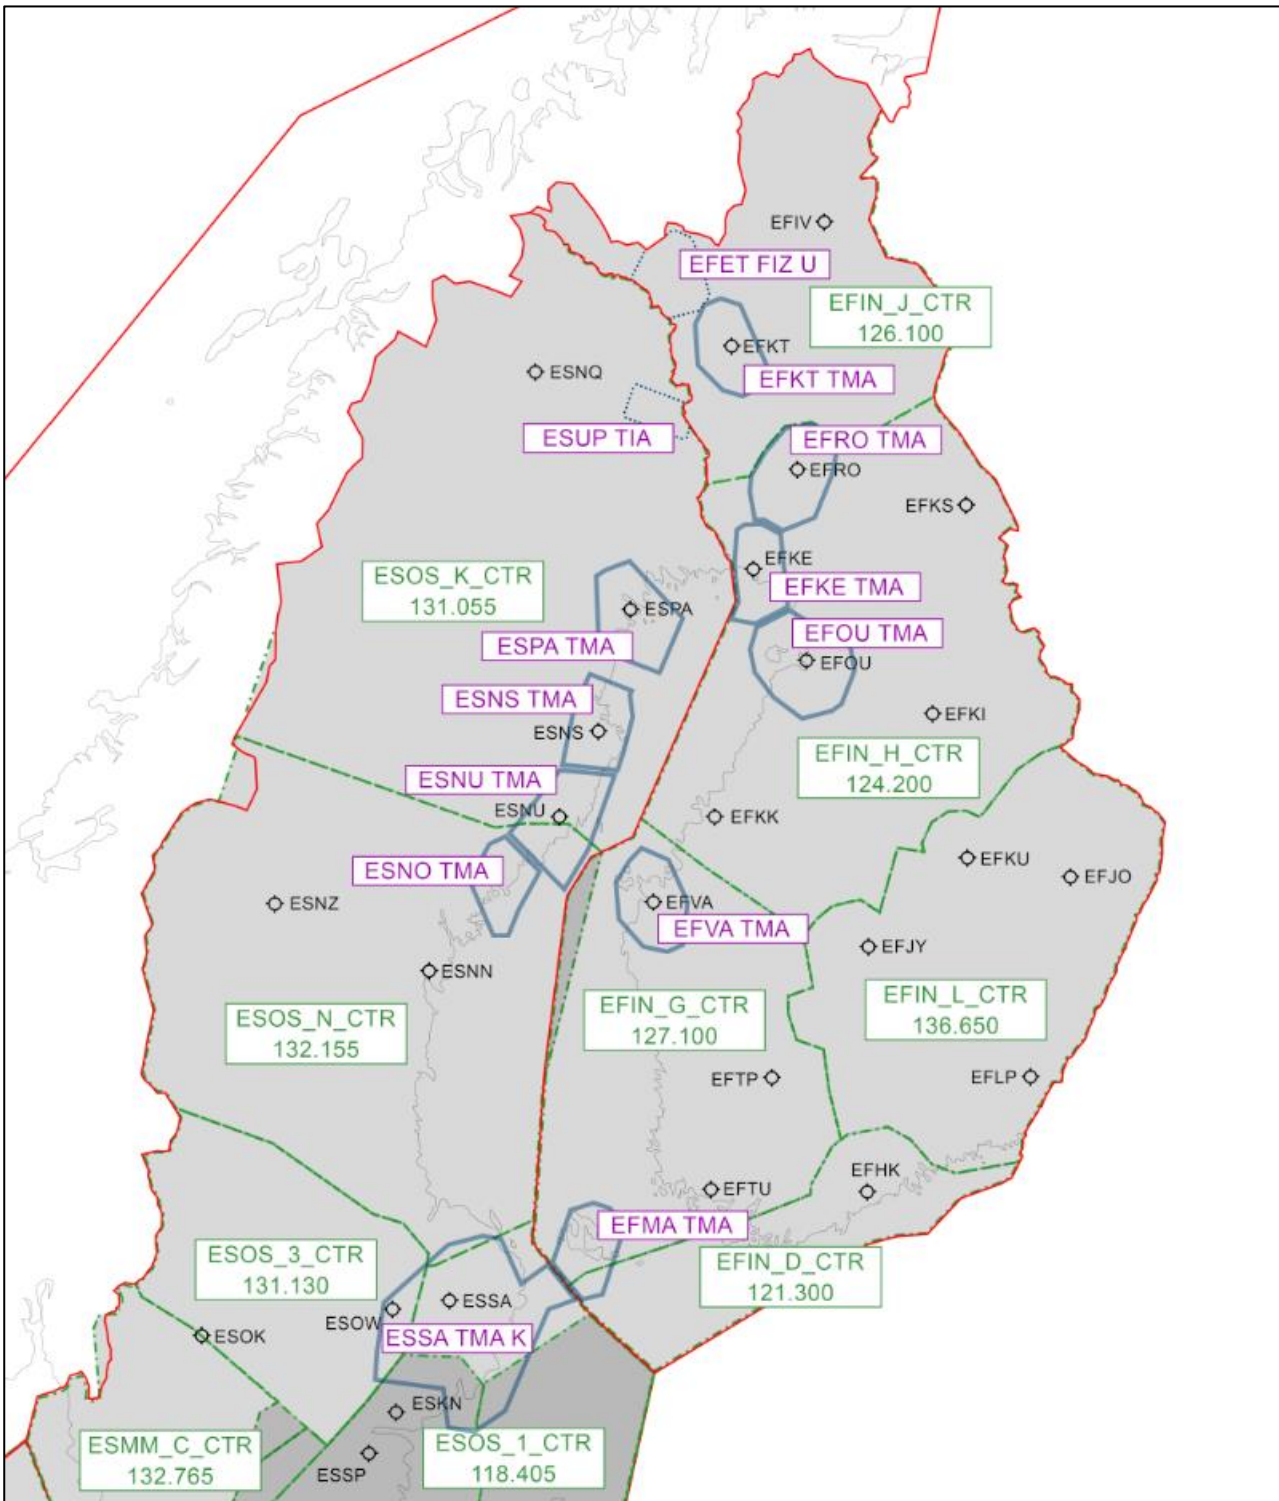 EFIV
EFET FIZ U
EFIN_J_CTR
126.100
EFKT
ESNQ
EFKT TMA
ESUP TIA
EFRO TMA
EFRO
EFKS
EFKE
ESOS_K_CTR
131.055
EFKE TMA
ESPA
EFOU TMA
ESPA TMA
EFOU
ESNS TMA
EFKI
ESNS
EFIN_H_CTR
124.200
ESNU TMA
ESNU
EFKK
EFKU
ESNO TMA
EFJO
ESNZ
EFVA
EFVA TMA
EFJY
ESNN
EFIN_L_CTR
136.650
EFIN_G_CTR
127.100
ESOS_N_CTR
132.155
EFTP
EFLP
EFHK
EFTU
EFMA TMA
ESOS_3_CTR
131.130
EFIN_D_CTR
121.300
ESSA
ESOW
ESOK
ESSA TMA K
ESKN
ESMM_C_CTR
132.765
ESOS_1_CTR
118.405
ESSP